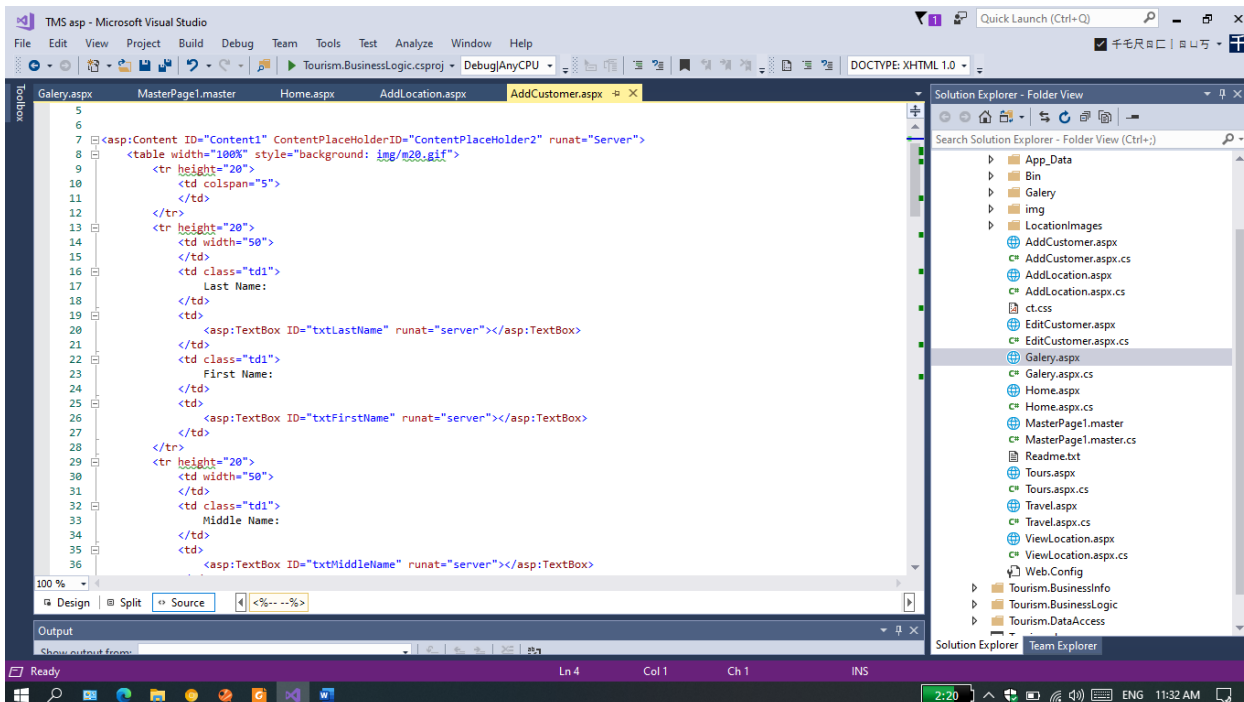 TMS asp - Microsoft Visual Studio
1
Quick Launch (Ctrl+Q)
File Edit View Project Build Debug Team Tools Test Analyze Window Help
Tourism.BusinessLogic.csproj
Debug|AnyCPU
DOCTYPE: XHTML 1.0
Toolbox
Galery.aspx MasterPage1.master Home.aspx AddLocation.aspx AddCustomer.aspx
5
6
7 <asp:Content ID="Content1" ContentPlaceHolderID="ContentPlaceHolder2" runat="Server">
8 <table width="100%" style="background: img/m20.gif">
9 <tr height="20">
10 <td colspan="5">
11 </td>
12 </tr>
13 <tr height="20">
14 <td width="50">
15 </td>
16 <td class="td1">
17 Last Name:
18 </td>
19 <td>
20 <asp:TextBox ID="txtLastName" runat="server"></asp:TextBox>
21 </td>
22 <td class="td1">
23 First Name:
24 </td>
25 <td>
26 <asp:TextBox ID="txtFirstName" runat="server"></asp:TextBox>
27 </td>
28 </tr>
29 <tr height="20">
30 <td width="50">
31 </td>
32 <td class="td1">
33 Middle Name:
34 </td>
35 <td>
36 <asp:TextBox ID="txtMiddleName" runat="server"></asp:TextBox>
100 %
Design Split Source <%-- --%>
Output
Show output from:
Solution Explorer - Folder View
Search Solution Explorer - Folder View (Ctrl+;)
App_Data
Bin
Galery
img
LocationImages
AddCustomer.aspx
C# AddCustomer.aspx.cs
AddLocation.aspx
C# AddLocation.aspx.cs
ct.css
EditCustomer.aspx
C# EditCustomer.aspx.cs
Galery.aspx
C# Galery.aspx.cs
Home.aspx
C# Home.aspx.cs
MasterPage1.master
C# MasterPage1.master.cs
Readme.txt
Tours.aspx
C# Tours.aspx.cs
Travel.aspx
C# Travel.aspx.cs
ViewLocation.aspx
C# ViewLocation.aspx.cs
Web.Config
Tourism.BusinessInfo
Tourism.BusinessLogic
Tourism.DataAccess
Solution Explorer Team Explorer
Ready Ln 4 Col 1 Ch 1 INS
2:20 ENG 11:32 AM